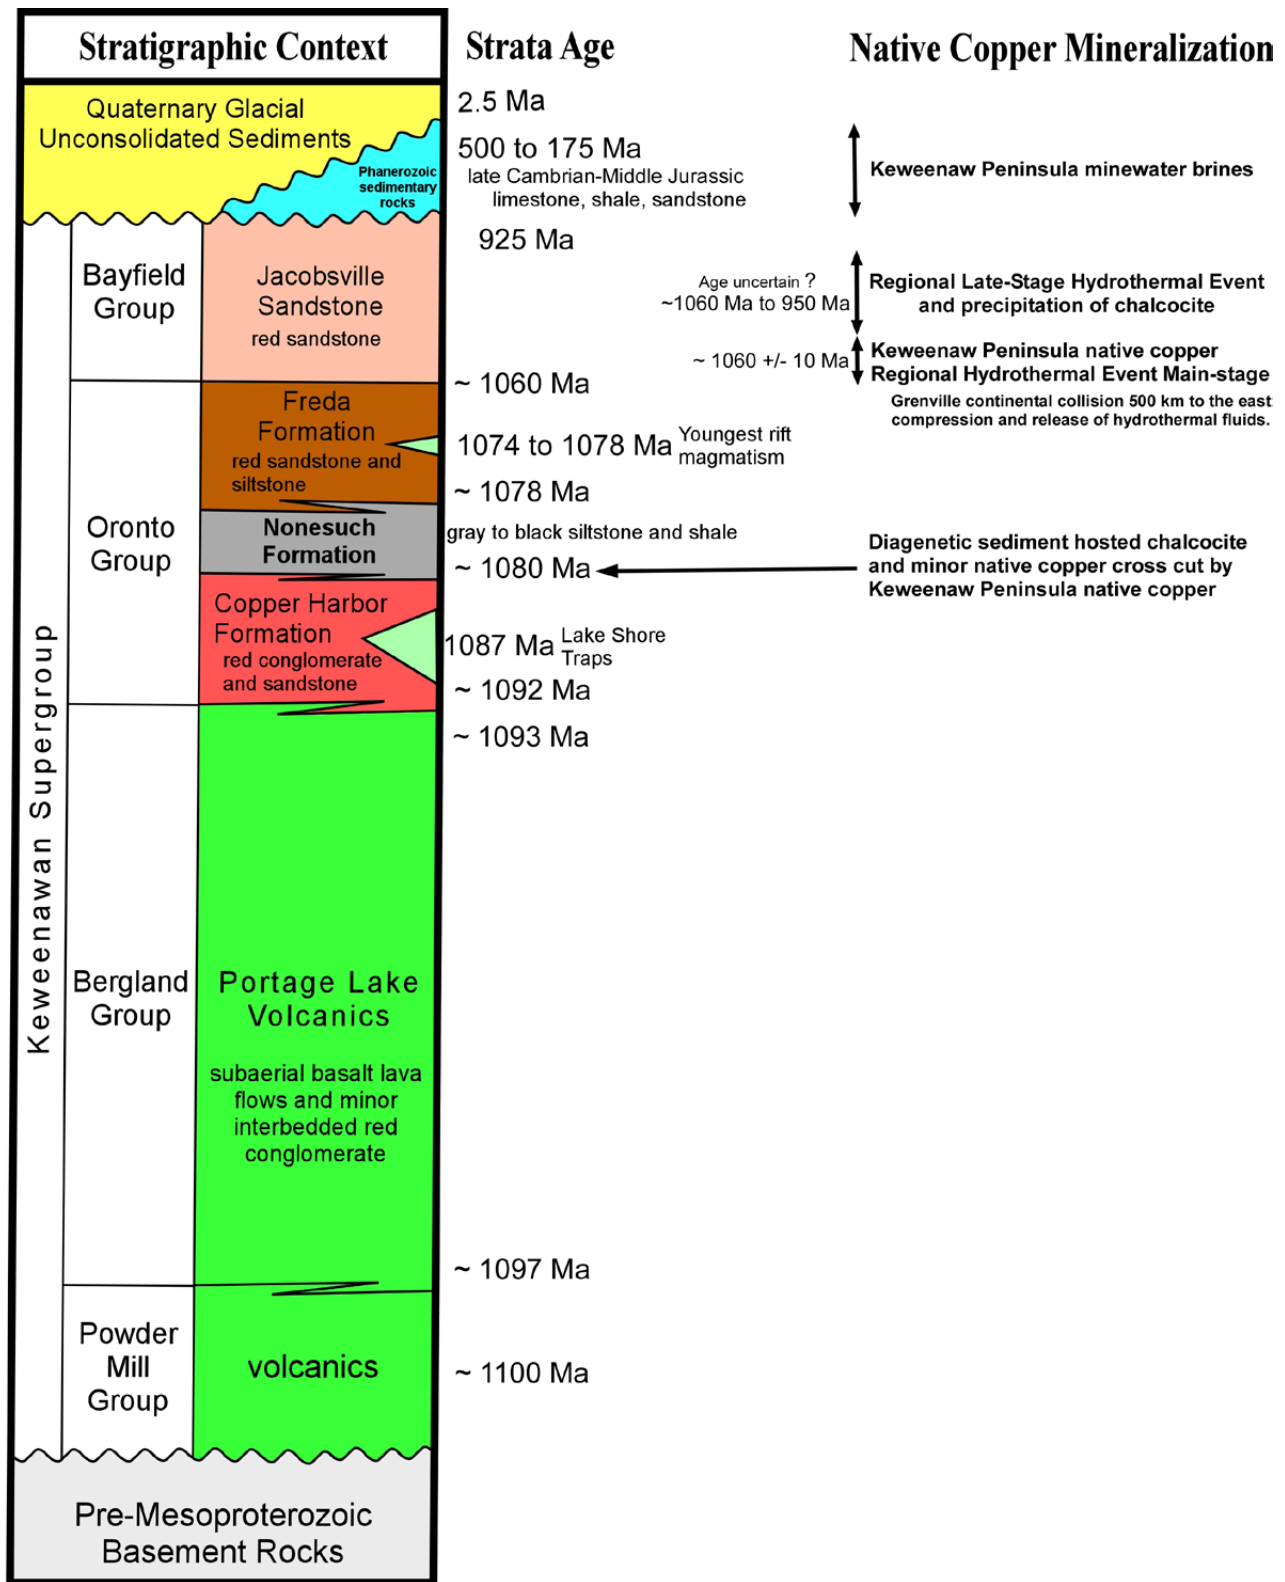 Stratigraphic Context
Strata Age
Native Copper Mineralization
Quaternary Glacial
Unconsolidated Sediments
2.5 Ma
Phanerozoic
sedimentary
rocks
500 to 175 Ma
late Cambrian-Middle Jurassic
limestone, shale, sandstone
Keweenaw Peninsula minewater brines
925 Ma
Keweenawan Supergroup
Bayfield
Group
Jacobsville
Sandstone
red sandstone
Age uncertain ?
~1060 Ma to 950 Ma
Regional Late-Stage Hydrothermal Event
and precipitation of chalcocite
~ 1060 +/- 10 Ma
Keweenaw Peninsula native copper
Regional Hydrothermal Event Main-stage
Grenville continental collision 500 km to the east:
compression and release of hydrothermal fluids.
~ 1060 Ma
Oronto
Group
Freda
Formation
red sandstone and
siltstone
1074 to 1078 Ma
Youngest rift
magmatism
~ 1078 Ma
Nonesuch
Formation
gray to black siltstone and shale
~ 1080 Ma
Diagenetic sediment hosted chalcocite
and minor native copper cross cut by
Keweenaw Peninsula native copper
Copper Harbor
Formation
red conglomerate
and sandstone
1087 Ma
Lake Shore
Traps
~ 1092 Ma
~ 1093 Ma
Bergland
Group
Portage Lake
Volcanics
subaerial basalt lava
flows and minor
interbedded red
conglomerate
~ 1097 Ma
Powder
Mill
Group
volcanics
~ 1100 Ma
Pre-Mesoproterozoic
Basement Rocks